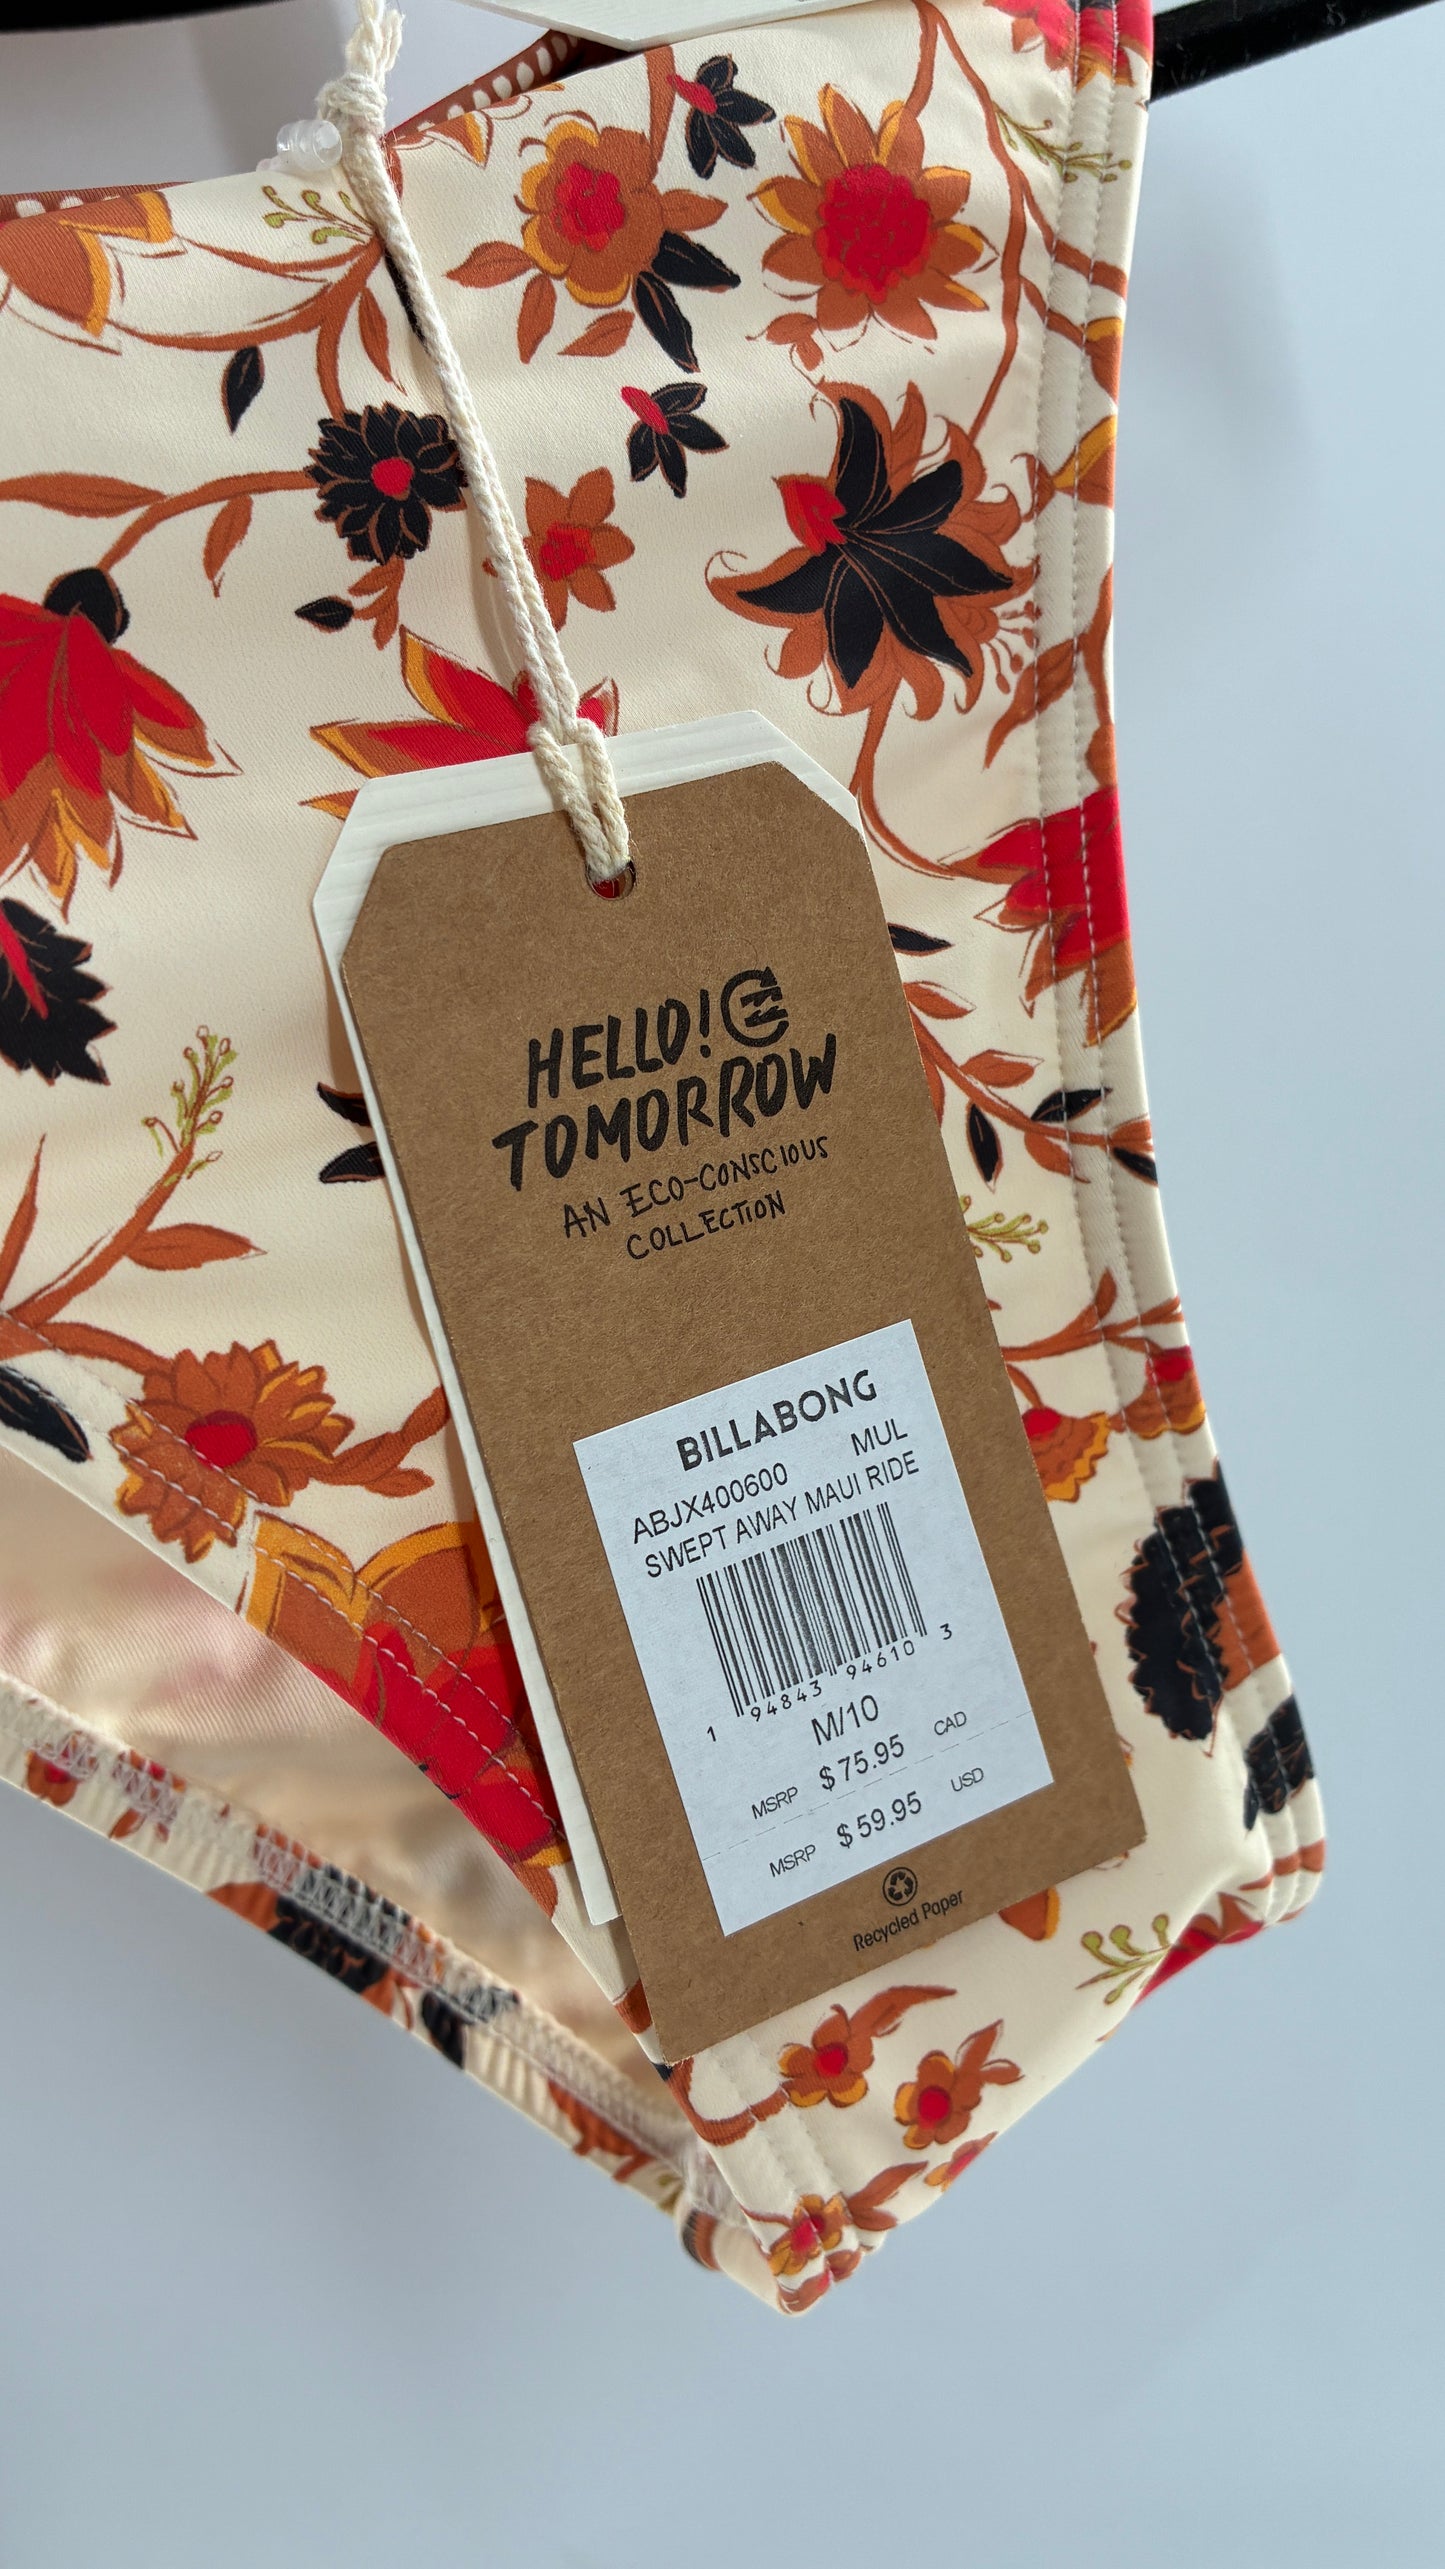 HELLO!
TOMORROW
AN ECO-CONSCIOUS
COLLECTION
BILLABONG
ABJX400600 MUL
SWEPT AWAY MAUI RIDE
1 94843 94610 3
M/10
MSRP $75.95 CAD
MSRP $59.95 USD
Recycled Paper